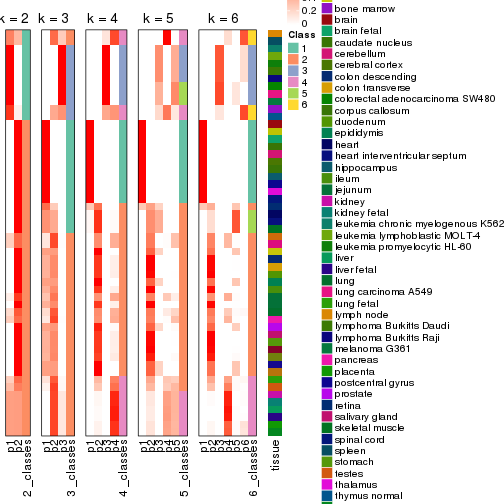 k = 2 k = 3 k = 4 k = 5 k = 6
0.2
0
Class
1
2
3
4
5
6
bone marrow
brain
brain fetal
caudate nucleus
cerebellum
cerebral cortex
colon descending
colon transverse
colorectal adenocarcinoma SW480
corpus callosum
duodenum
epididymis
heart
heart interventricular septum
hippocampus
ileum
jejunum
kidney
kidney fetal
leukemia chronic myelogenous K562
leukemia lymphoblastic MOLT-4
leukemia promyelocytic HL-60
liver
liver fetal
lung
lung carcinoma A549
lung fetal
lymph node
lymphoma Burkitts Daudi
lymphoma Burkitts Raji
melanoma G361
pancreas
placenta
postcentral gyrus
prostate
retina
salivary gland
skeletal muscle
spinal cord
spleen
stomach
testes
thalamus
thymus normal
p1
p2
2_classes
p1
p2
p3
3_classes
p1
p2
p3
p4
4_classes
p1
p2
p3
p4
p5
5_classes
p1
p2
p3
p4
p5
p6
6_classes
tissue